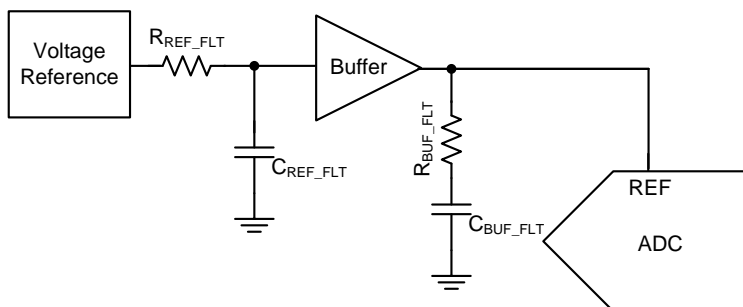 Voltage
Reference
R_REF_FLT
Buffer
C_REF_FLT
R_BUF_FLT
C_BUF_FLT
REF
ADC